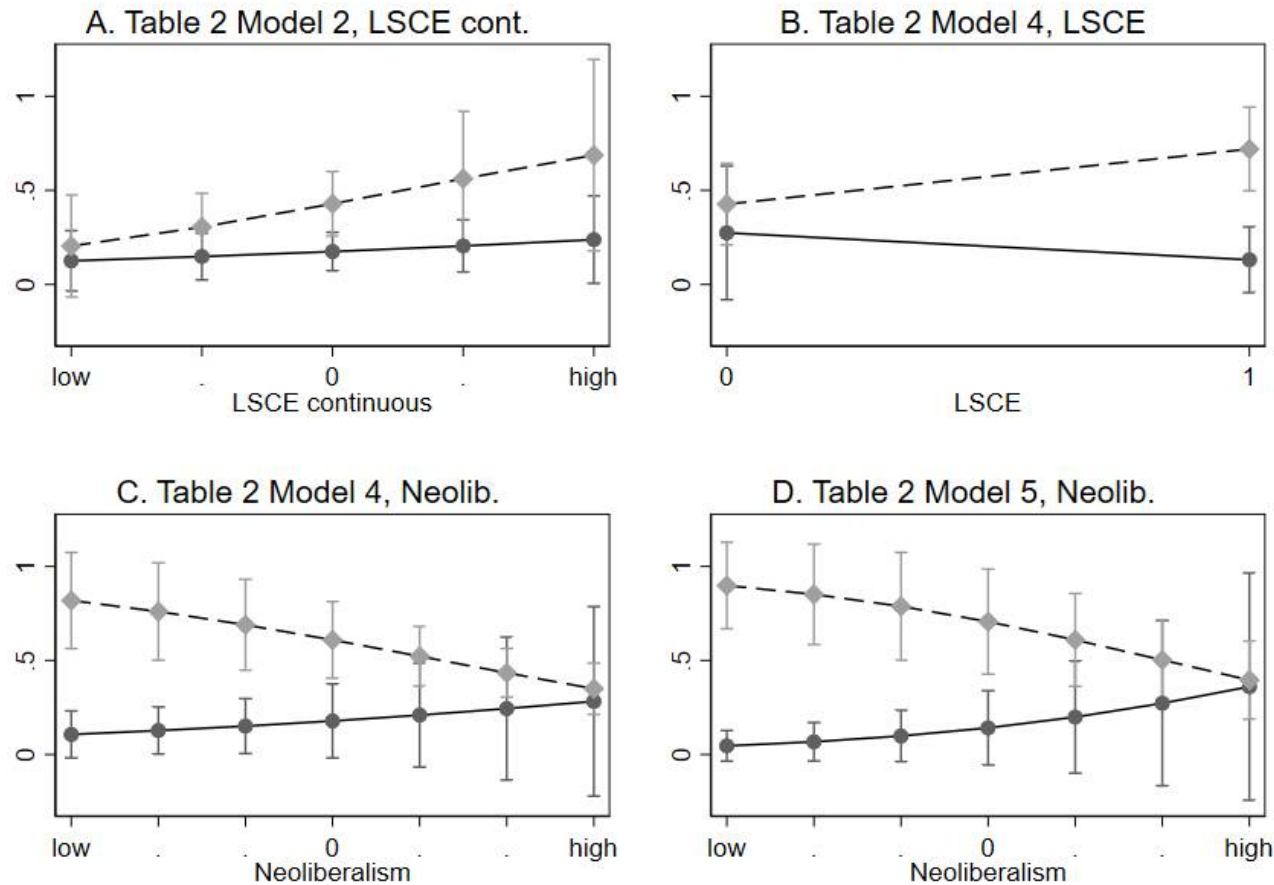 A. Table 2 Model 2, LSCE cont.
1
.5
0
low . 0 . high
LSCE continuous
B. Table 2 Model 4, LSCE
1
.5
0
0 1
LSCE
C. Table 2 Model 4, Neolib.
1
.5
0
low . . 0 . . high
Neoliberalism
D. Table 2 Model 5, Neolib.
1
.5
0
low . . 0 . . high
Neoliberalism